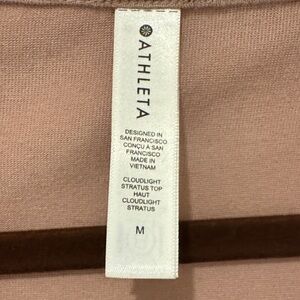 ATHLETA
DESIGNED IN
SAN FRANCISCO
CONÇU À SAN
FRANCISCO
MADE IN
VIETNAM
CLOUDLIGHT
STRATUS TOP
HAUT
CLOUDLIGHT
STRATUS
M